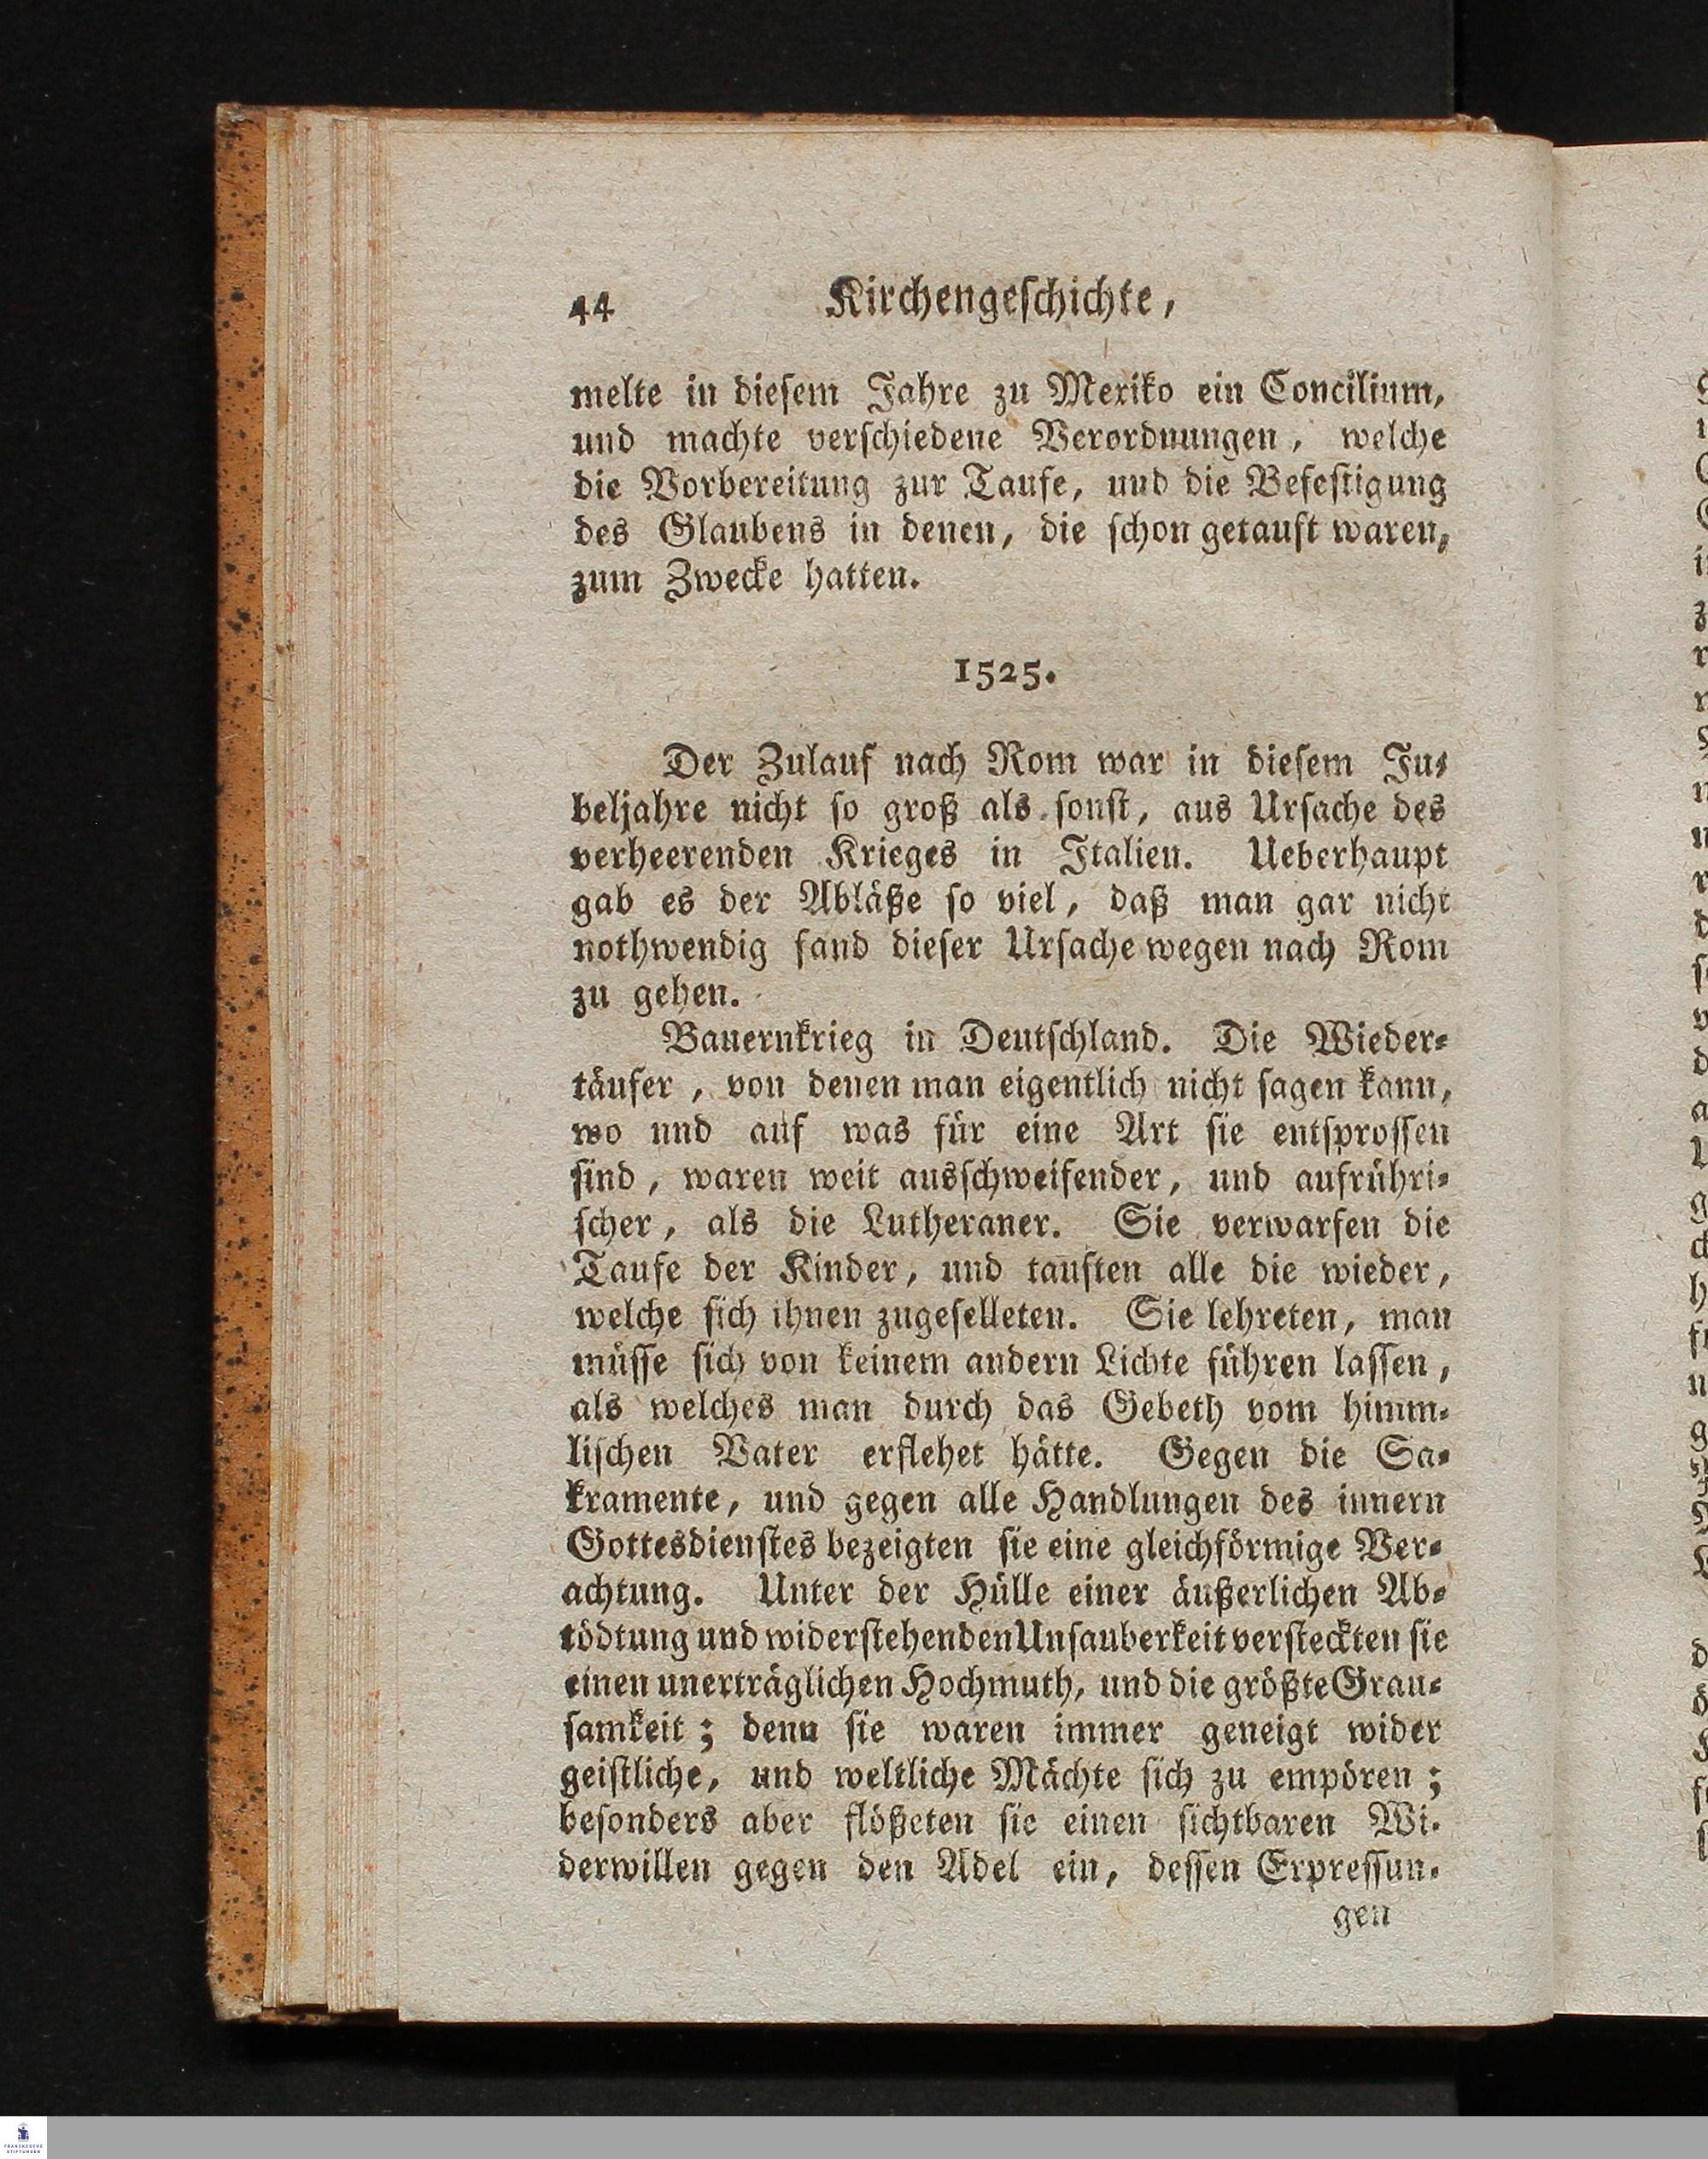 44 Kirchengeschichte,
melte in diesem Jahre zu Mexiko ein Concilium,
und machte verschiedene Verordnungen, welche
die Vorbereitung zur Taufe, und die Befestigung
des Glaubens in denen, die schon getauft waren,
zum Zwecke hatten.
1525.
Der Zulauf nach Rom war in diesem Ju-
beljahre nicht so groß als sonst, aus Ursache des
verheerenden Krieges in Italien. Ueberhaupt
gab es der Abläße so viel, daß man gar nicht
nothwendig fand dieser Ursache wegen nach Rom
zu gehen.
Bauernkrieg in Deutschland. Die Wieder-
täufer, von denen man eigentlich nicht sagen kann,
wo und auf was für eine Art sie entsprossen
sind, waren weit ausschweifender, und aufrühri-
scher, als die Lutheraner. Sie verwarfen die
Taufe der Kinder, und tauften alle die wieder,
welche sich ihnen zugeselleten. Sie lehreten, man
müsse sich von keinem andern Lichte führen lassen,
als welches man durch das Gebeth vom himm-
lischen Vater erflehet hätte. Gegen die Sa-
kramente, und gegen alle Handlungen des innern
Gottesdienstes bezeigten sie eine gleichförmige Ver-
achtung. Unter der Hülle einer äußerlichen Ab-
tödtung und widerstehenden Unsauberkeit versteckten sie
einen unerträglichen Hochmuth, und die größte Grau-
samkeit; denn sie waren immer geneigt wider
geistliche, und weltliche Mächte sich zu empören;
besonders aber flößeten sie einen sichtbaren Wi-
derwillen gegen den Adel ein, dessen Erpressun-
gen
FRANCKESCHE
STIFTUNGEN